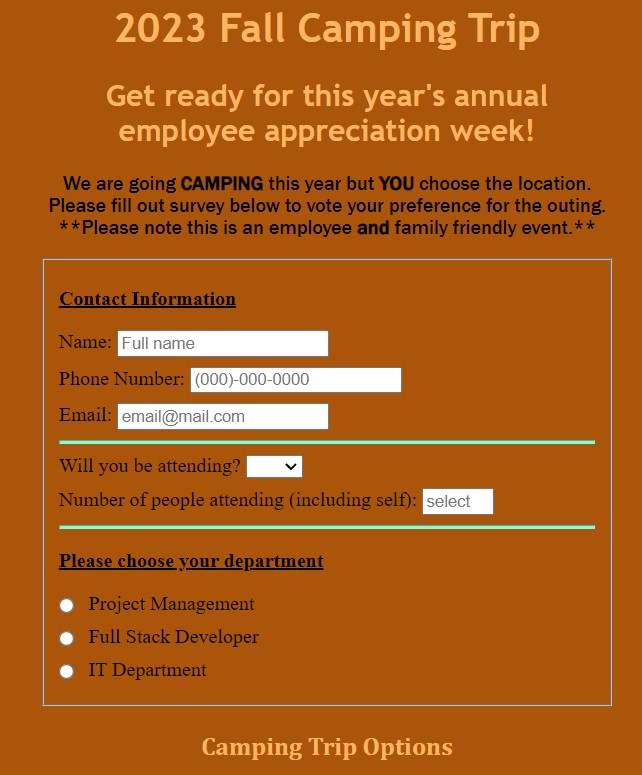 2023 Fall Camping Trip
Get ready for this year's annual
employee appreciation week!
We are going CAMPING this year but YOU choose the location.
Please fill out survey below to vote your preference for the outing.
**Please note this is an employee and family friendly event.**
Contact Information
Name: Full name
Phone Number: (000)-000-0000
Email: email@mail.com
Will you be attending?
Number of people attending (including self): select
Please choose your department
Project Management
Full Stack Developer
IT Department
Camping Trip Options